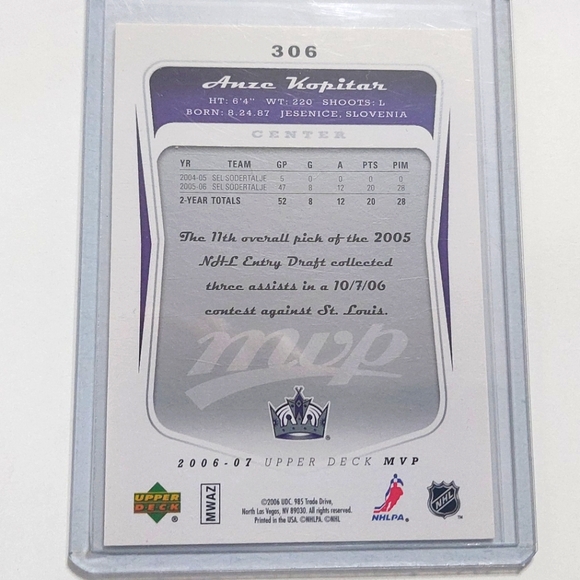 306
Anze Kopitar
HT: 6'4" WT: 220 SHOOTS: L
BORN: 8.24.87 JESENICE, SLOVENIA
CENTER
YR TEAM GP G A PTS PIM
2004-05 SEL SODERTALJE 5 0 0 0 0
2005-06 SEL SODERTALJE 47 8 12 20 28
2-YEAR TOTALS 52 8 12 20 28
The 11th overall pick of the 2005
NHL Entry Draft collected
three assists in a 10/7/06
contest against St. Louis.
mvp
2006-07 UPPER DECK MVP
UPPER DECK ®
MWAZ
©2006 UDC, 985 Trade Drive,
North Las Vegas, NV 89030. All rights reserved.
Printed in the USA. ©NHLPA. ©NHL
NHLPA ®
NHL ™